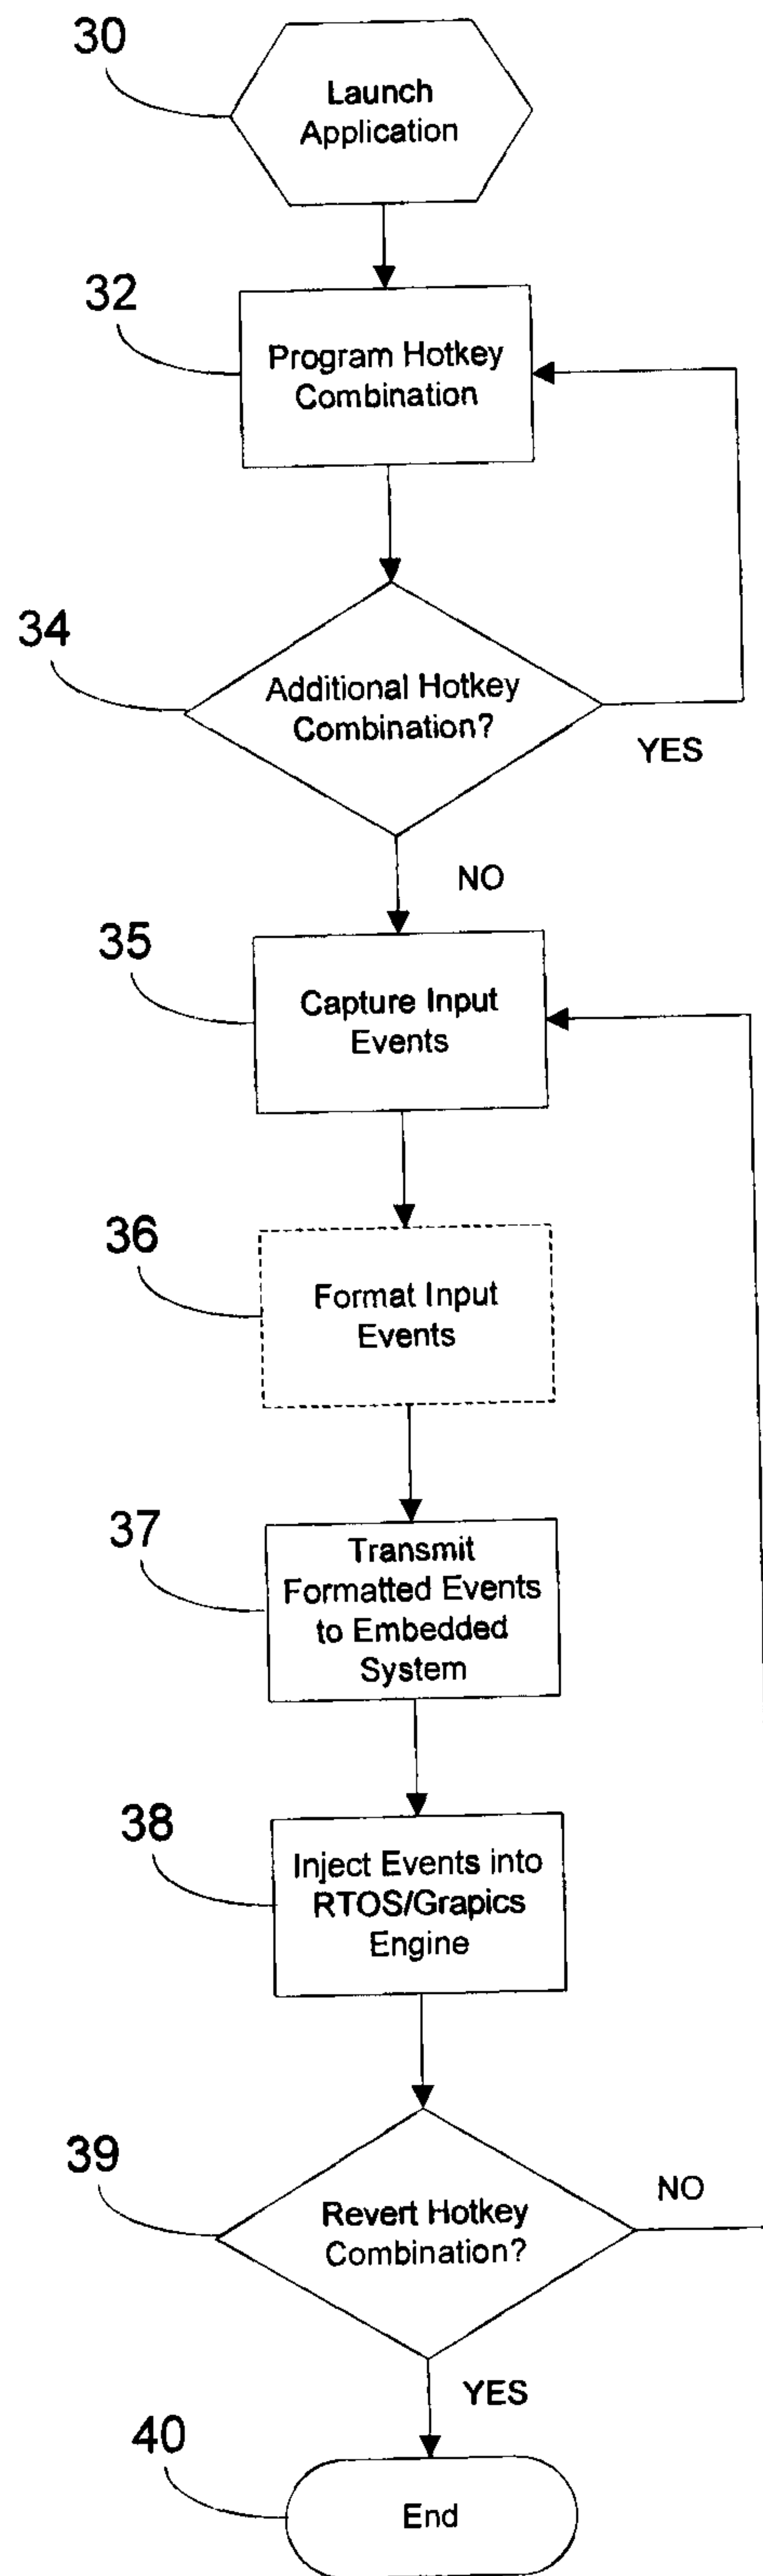 30
Launch
Application
32
Program Hotkey
Combination
34
Additional Hotkey
Combination?
YES
NO
35
Capture Input
Events
36
Format Input
Events
37
Transmit
Formatted Events
to Embedded
System
38
Inject Events into
RTOS/Grapics
Engine
39
Revert Hotkey
Combination?
NO
YES
40
End